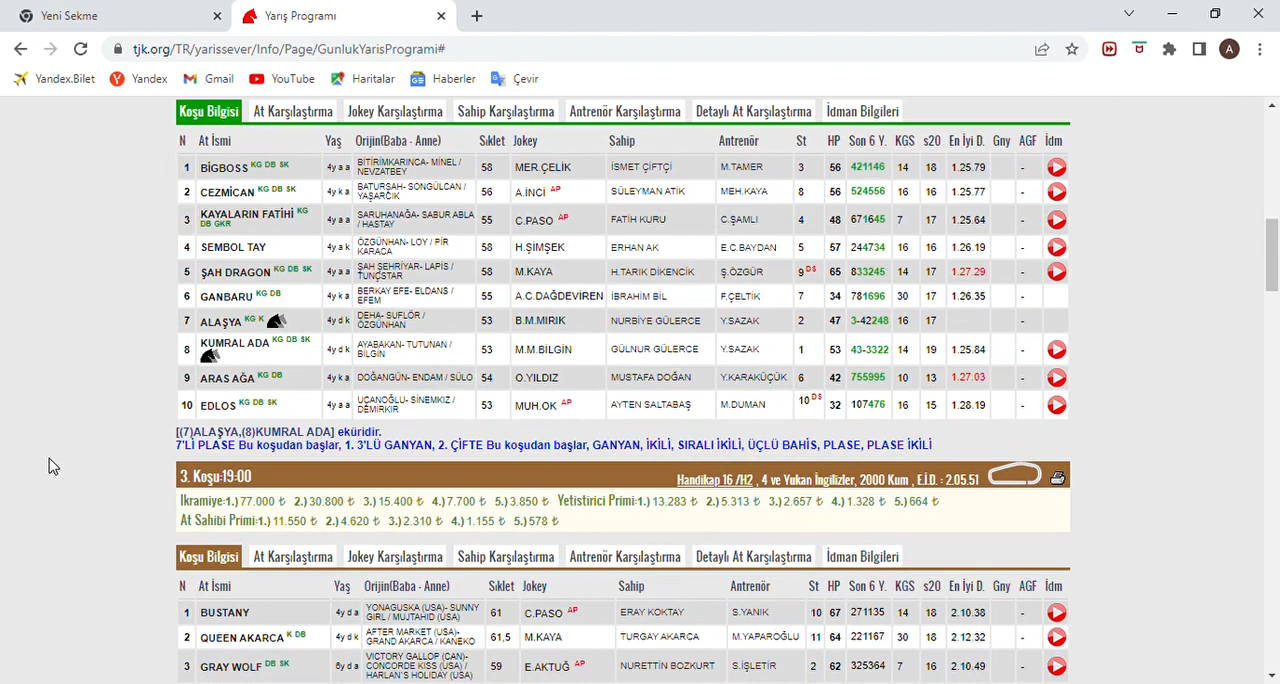 Yeni Sekme
Yarış Programı
tjk.org/TR/yarissever/Info/Page/GunlukYarisProgrami#
A
Yandex.Bilet Yandex Gmail YouTube Haritalar Haberler Çevir
Koşu Bilgisi At Karşılaştırma Jokey Karşılaştırma Sahip Karşılaştırma Antrenör Karşılaştırma Detaylı At Karşılaştırma İdman Bilgileri
N At İsmi Yaş Orijin(Baba - Anne) Sıklet Jokey Sahip Antrenör St HP Son 6 Y. KGS s20 En İyi D. Gny AGF İdm
1 BİGBOSS KG DB SK 4y a a BİTİRİMKARINCA- MİNEL / NEVZATBEY 58 MER.ÇELİK İSMET ÇİFTÇİ M.TAMER 3 56 421146 14 18 1.25.79 -
2 CEZMİCAN KG DB SK 4y k a BATURŞAH- SONGÜLCAN / YAŞARCIK 56 A.İNCİ AP SÜLEYMAN ATİK MEH.KAYA 8 56 524556 16 16 1.25.77 -
3 KAYALARIN FATİHİ KG DB GKR 4y a a SARUHANAĞA- SABUR ABLA / HASTAY 55 C.PASO AP FATİH KURU C.ŞAMLI 4 48 671645 7 17 1.25.64 -
4 SEMBOL TAY 4y a k ÖZGÜNHAN- LOY / PİR KARACA 58 H.ŞİMŞEK ERHAN AK E.C.BAYDAN 5 57 244734 16 16 1.26.19 -
5 ŞAH DRAGON KG DB SK 4y a k ŞAH ŞEHRİYAR- LAPİS / TUNÇSTAR 58 M.KAYA H.TARIK DİKENCİK Ş.ÖZGÜR 9 DS 65 833245 14 17 1.27.29 -
6 GANBARU KG DB 4y k a BERKAY EFE- ELDANS / EFEM 55 A.C.DAĞDEVİREN İBRAHİM BİL F.ÇELTİK 7 34 781696 30 17 1.26.35 -
7 ALAŞYA KG K 4y d k DEHA- SUFLÖR / ÖZGÜNHAN 53 B.M.MIRIK NURBİYE GÜLERCE Y.SAZAK 2 47 3-42248 16 17 -
8 KUMRAL ADA KG DB SK 4y d k AYABAKAN- TUTUNAN / BİLGİN 53 M.M.BİLGİN GÜLNUR GÜLERCE Y.SAZAK 1 53 43-3322 14 19 1.25.84 -
9 ARAS AĞA KG DB 4y k a DOĞANGÜN- ENDAM / SÜLO 54 O.YILDIZ MUSTAFA DOĞAN Y.KARAKÜÇÜK 6 42 755995 10 13 1.27.03 -
10 EDLOS KG DB SK 4y a a UÇANOĞLU- SİNEMKIZ / DEMİRKIR 53 MUH.OK AP AYTEN SALTABAŞ M.DUMAN 10 DS 32 107476 16 15 1.28.19 -
[(7)ALAŞYA,(8)KUMRAL ADA] eküridir.
7'Lİ PLASE Bu koşudan başlar, 1. 3'LÜ GANYAN, 2. ÇİFTE Bu koşudan başlar, GANYAN, İKİLİ, SIRALI İKİLİ, ÜÇLÜ BAHİS, PLASE, PLASE İKİLİ
3. Koşu:19:00 Handikap 16 /H2 , 4 ve Yukarı İngilizler, 2000 Kum , E.İ.D. : 2.05.51
İkramiye:1.) 77.000 ₺ 2.) 30.800 ₺ 3.) 15.400 ₺ 4.) 7.700 ₺ 5.) 3.850 ₺ Yetiştirici Primi:1.) 13.283 ₺ 2.) 5.313 ₺ 3.) 2.657 ₺ 4.) 1.328 ₺ 5.) 664 ₺
At Sahibi Primi:1.) 11.550 ₺ 2.) 4.620 ₺ 3.) 2.310 ₺ 4.) 1.155 ₺ 5.) 578 ₺
Koşu Bilgisi At Karşılaştırma Jokey Karşılaştırma Sahip Karşılaştırma Antrenör Karşılaştırma Detaylı At Karşılaştırma İdman Bilgileri
N At İsmi Yaş Orijin(Baba - Anne) Sıklet Jokey Sahip Antrenör St HP Son 6 Y. KGS s20 En İyi D. Gny AGF İdm
1 BUSTANY 4y d a YONAGUSKA (USA)- SUNNY GIRL / MUJTAHID (USA) 61 C.PASO AP ERAY KOKTAY S.YANIK 10 67 271135 14 18 2.10.38 -
2 QUEEN AKARCA K DB 4y d k AFTER MARKET (USA)- GRAND AKARCA / KANEKO 61,5 M.KAYA TURGAY AKARCA M.YAPAROĞLU 11 64 221167 30 18 2.12.32 -
3 GRAY WOLF DB SK 6y d a VICTORY GALLOP (CAN)- CONCORDE KISS (USA) / HARLAN'S HOLIDAY (USA) 59 E.AKTUĞ AP NURETTİN BOZKURT S.İŞLETİR 2 62 325364 7 16 2.10.49 -